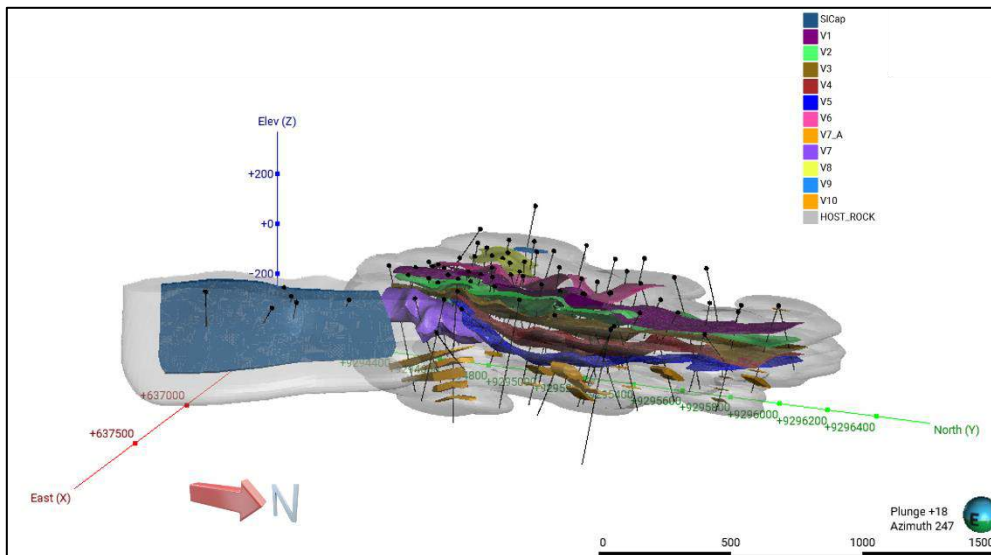 SiCap
V1
V2
V3
V4
V5
V6
V7_A
V7
V8
V9
V10
HOST_ROCK
Elev (Z)
+200
+0
-200
+637000
+637500
East (X)
+9295600
+9295800
+9296000
+9296200
+9296400
North (Y)
N
Plunge +18
Azimuth 247
E
0
500
1000
1500